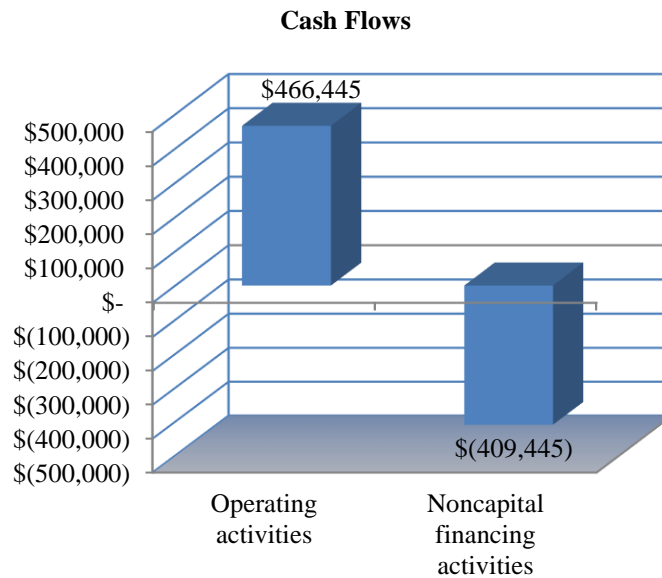 Cash Flows
$466,445
$500,000
$400,000
$300,000
$200,000
$100,000
$-
$(100,000)
$(200,000)
$(300,000)
$(400,000)
$(500,000)
$(409,445)
Operating
activities
Noncapital
financing
activities